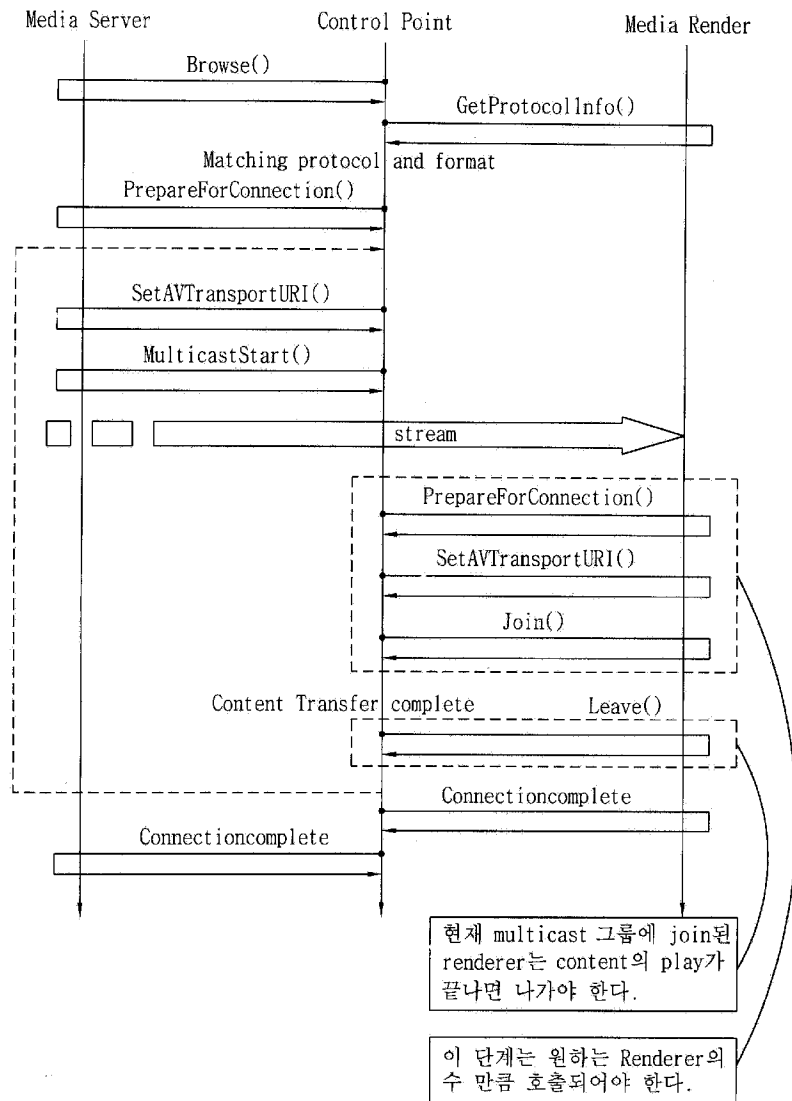 Media Server
Control Point
Media Render
Browse()
GetProtocolInfo()
Matching protocol and format
PrepareForConnection()
SetAVTransportURI()
MulticastStart()
stream
PrepareForConnection()
SetAVTransportURI()
Join()
Content Transfer complete
Leave()
Connectioncomplete
Connectioncomplete
현재 multicast 그룹에 join된
renderer는 content의 play가
끝나면 나가야 한다.
이 단계는 원하는 Renderer의
수 만큼 호출되어야 한다.